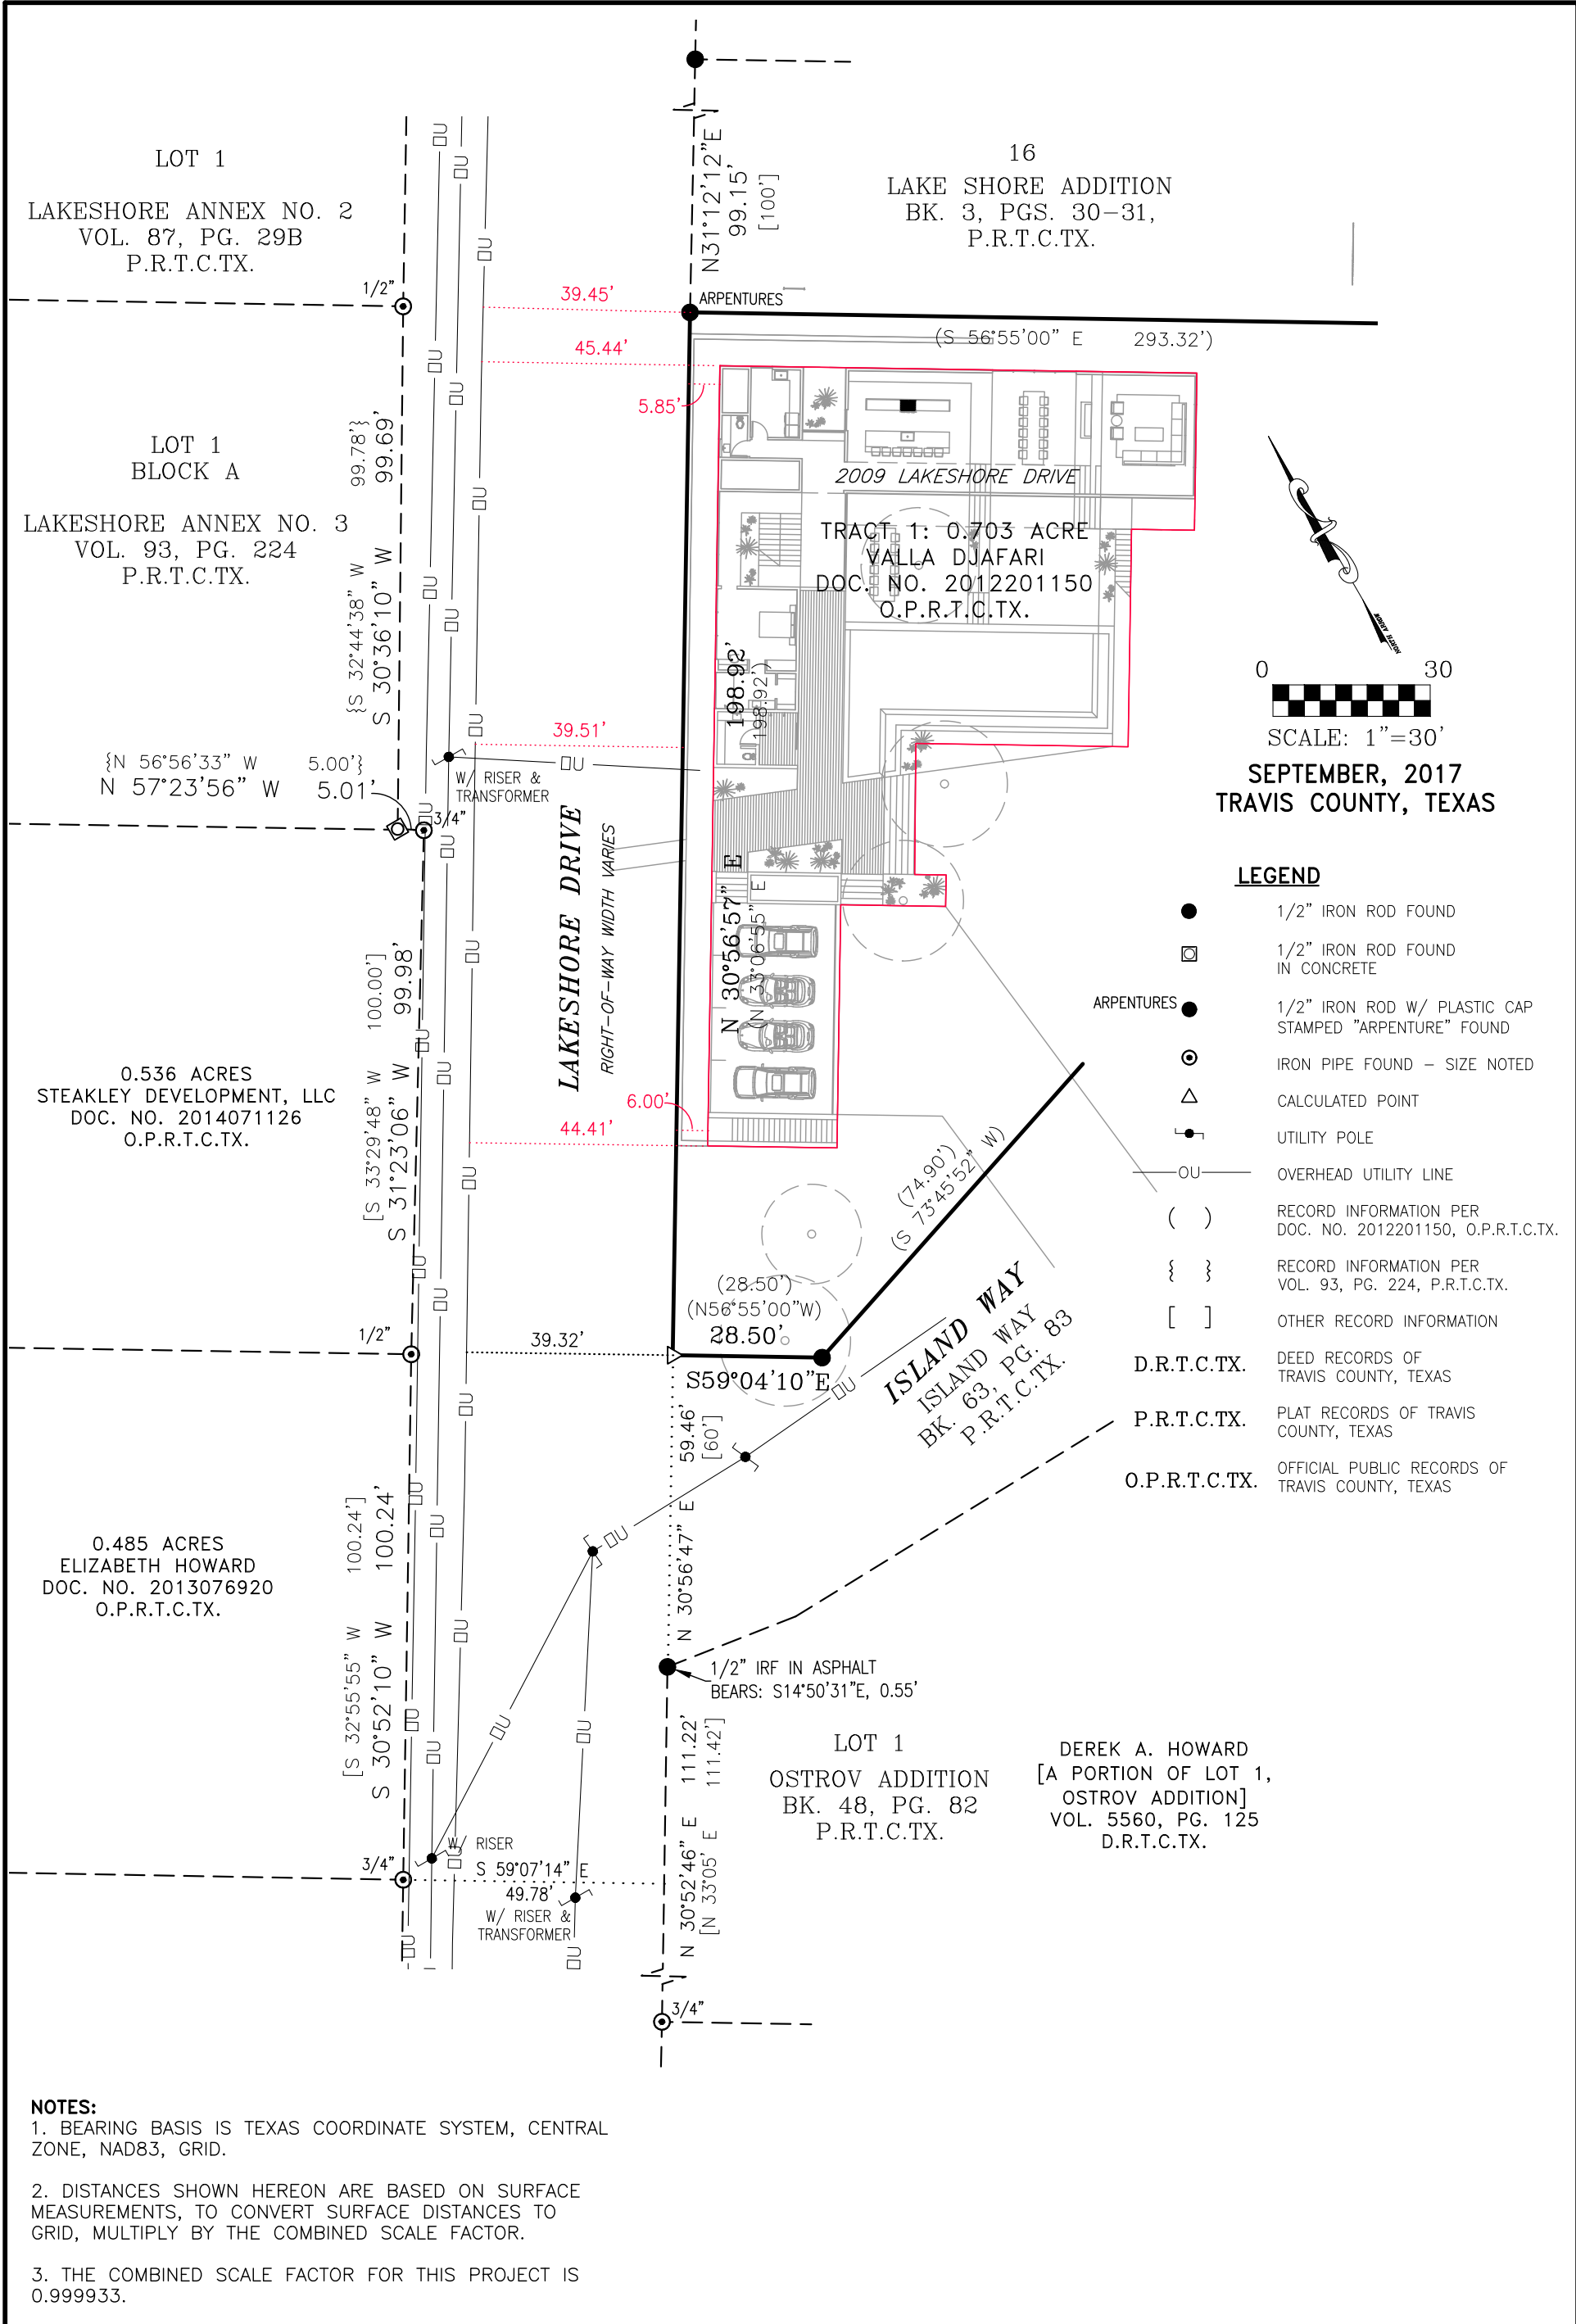 LOT 1
LAKESHORE ANNEX NO. 2
VOL. 87, PG. 29B
P.R.T.C.TX.
1/2"
N31°12'12"E
99.15'
[100']
16
LAKE SHORE ADDITION
BK. 3, PGS. 30-31,
P.R.T.C.TX.
39.45'
ARPENTURES
(S 56°55'00" E 293.32')
45.44'
5.85'
LOT 1
BLOCK A
LAKESHORE ANNEX NO. 3
VOL. 93, PG. 224
P.R.T.C.TX.
{S 32°44'38" W 99.78'}
S 30°36'10" W 99.69'
2009 LAKESHORE DRIVE
TRACT 1: 0.703 ACRE
VALLA DJAFARI
DOC. NO. 2012201150
O.P.R.T.C.TX.
NORTH ARROW
0 30
SCALE: 1"=30'
SEPTEMBER, 2017
TRAVIS COUNTY, TEXAS
{N 56°56'33" W 5.00'}
N 57°23'56" W 5.01'
3/4"
39.51'
W/ RISER &
TRANSFORMER
OU
LAKESHORE DRIVE
RIGHT-OF-WAY WIDTH VARIES
N 30°56'57" E 198.92'
(N 33°06'55" E 198.92')
LEGEND
1/2" IRON ROD FOUND
1/2" IRON ROD FOUND
IN CONCRETE
ARPENTURES
1/2" IRON ROD W/ PLASTIC CAP
STAMPED "ARPENTURE" FOUND
IRON PIPE FOUND - SIZE NOTED
CALCULATED POINT
UTILITY POLE
OU
OVERHEAD UTILITY LINE
( )
RECORD INFORMATION PER
DOC. NO. 2012201150, O.P.R.T.C.TX.
{ }
RECORD INFORMATION PER
VOL. 93, PG. 224, P.R.T.C.TX.
[ ]
OTHER RECORD INFORMATION
D.R.T.C.TX.
DEED RECORDS OF
TRAVIS COUNTY, TEXAS
P.R.T.C.TX.
PLAT RECORDS OF TRAVIS
COUNTY, TEXAS
O.P.R.T.C.TX.
OFFICIAL PUBLIC RECORDS OF
TRAVIS COUNTY, TEXAS
0.536 ACRES
STEAKLEY DEVELOPMENT, LLC
DOC. NO. 2014071126
O.P.R.T.C.TX.
[S 33°29'48" W 100.00']
S 31°23'06" W 99.98'
6.00'
44.41'
(74.90')
(S 73°45'52" W)
1/2"
39.32'
(28.50')
(N56°55'00"W)
28.50'
S59°04'10"E
ISLAND WAY
ISLAND WAY
BK. 63, PG. 83
P.R.T.C.TX.
N 30°56'47" E 59.46'
[60']
0.485 ACRES
ELIZABETH HOWARD
DOC. NO. 2013076920
O.P.R.T.C.TX.
[S 32°55'55" W 100.24']
S 30°52'10" W 100.24'
1/2" IRF IN ASPHALT
BEARS: S14°50'31"E, 0.55'
LOT 1
OSTROV ADDITION
BK. 48, PG. 82
P.R.T.C.TX.
DEREK A. HOWARD
[A PORTION OF LOT 1,
OSTROV ADDITION]
VOL. 5560, PG. 125
D.R.T.C.TX.
N 30°52'46" E 111.22'
[N 33°05' E 111.42']
W/ RISER
3/4"
S 59°07'14" E
49.78'
W/ RISER &
TRANSFORMER
3/4"
NOTES:
1. BEARING BASIS IS TEXAS COORDINATE SYSTEM, CENTRAL
ZONE, NAD83, GRID.
2. DISTANCES SHOWN HEREON ARE BASED ON SURFACE
MEASUREMENTS, TO CONVERT SURFACE DISTANCES TO
GRID, MULTIPLY BY THE COMBINED SCALE FACTOR.
3. THE COMBINED SCALE FACTOR FOR THIS PROJECT IS
0.999933.